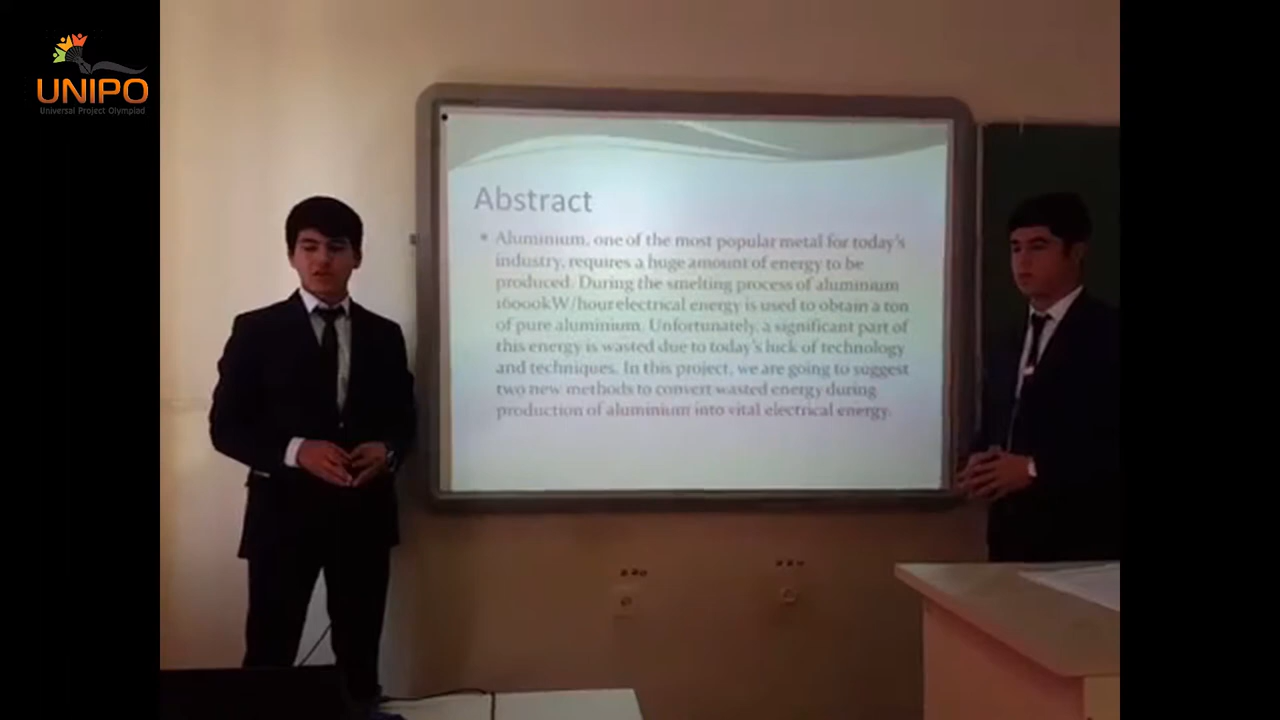 UNIPO
Universal Project Olympiad
Abstract
• Aluminium, one of the most popular metal for today's
industry, requires a huge amount of energy to be
produced. During the smelting process of aluminium
16000kW/hour electrical energy is used to obtain a ton
of pure aluminium. Unfortunately, a significant part of
this energy is wasted due to today's luck of technology
and techniques. In this project, we are going to suggest
two new methods to convert wasted energy during
production of aluminium into vital electrical energy.